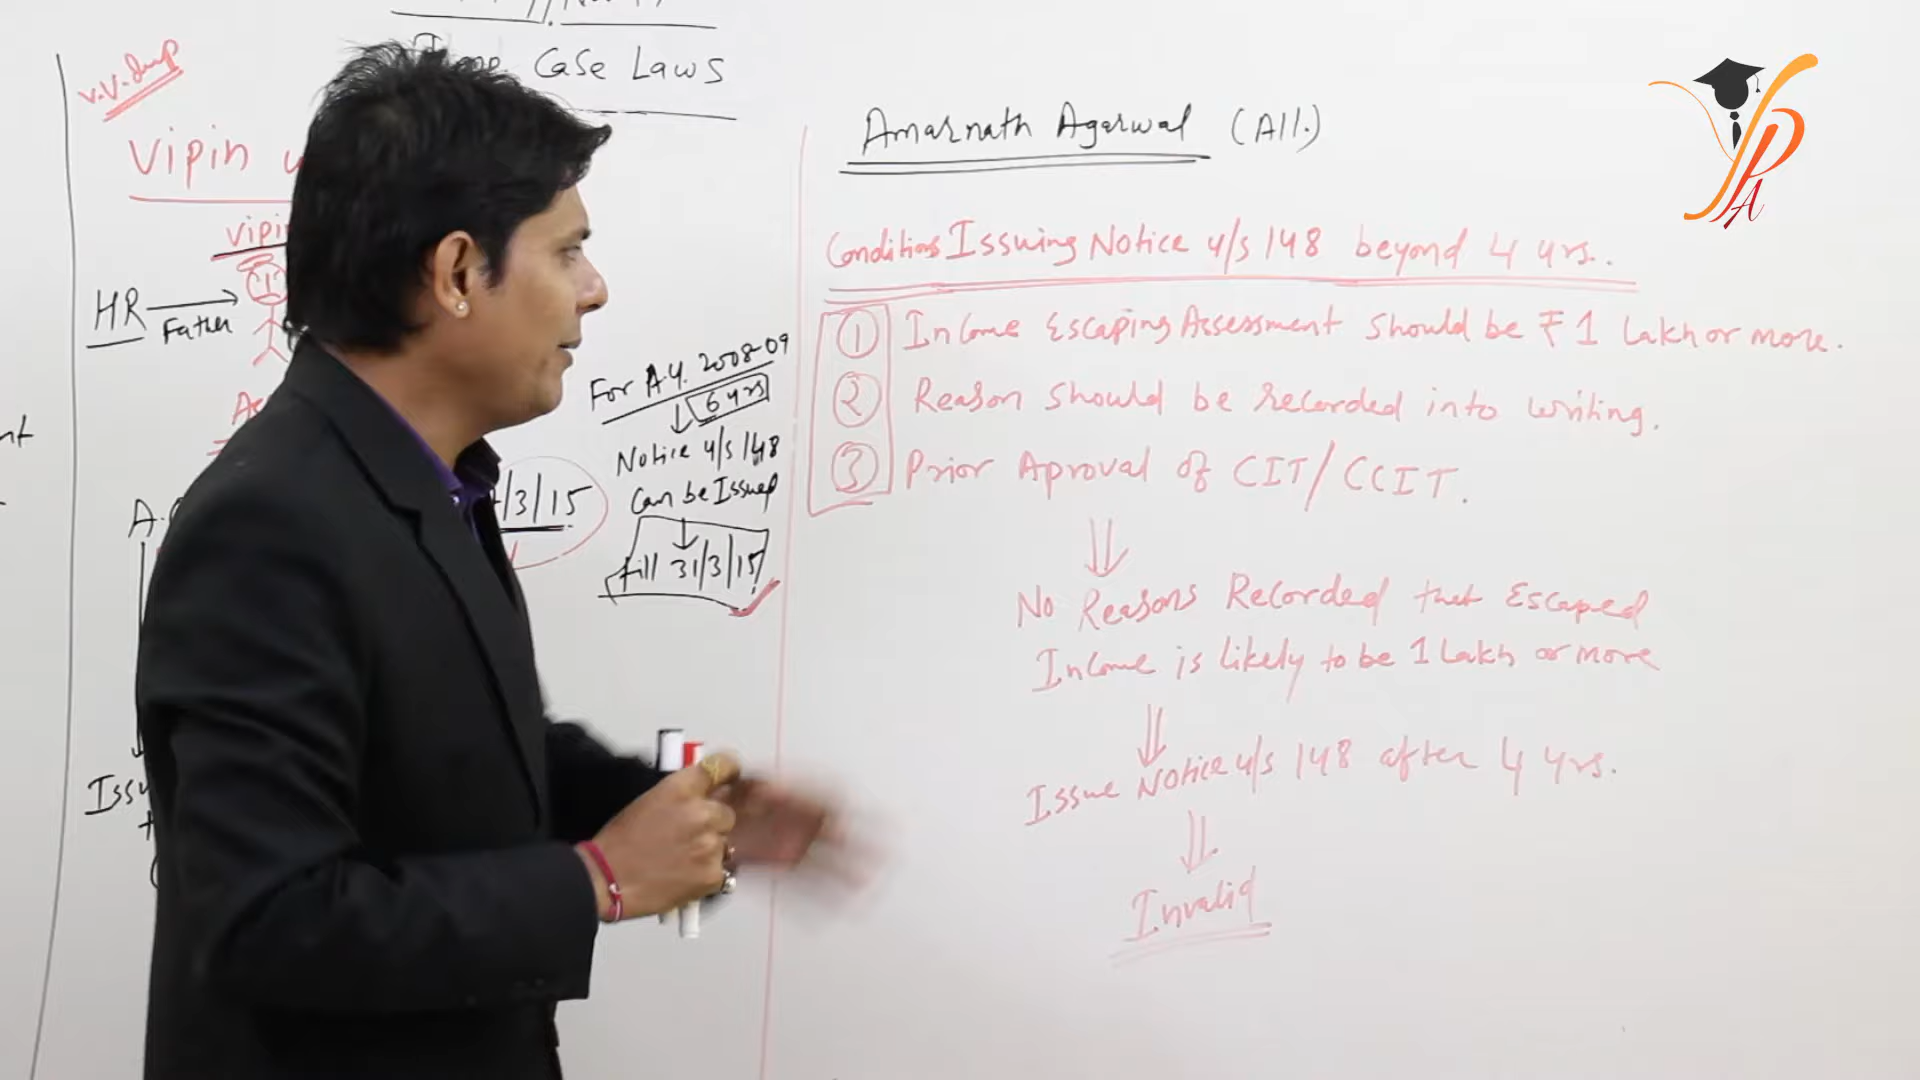 Case Laws
V.V. Imp
Vipin
Vipin
HR
Father
For A.Y. 2008-09
6 yrs
Notice u/s 148
Can be Issued
till 31/3/15
/3/15
Amarnath Agarwal (All.)
Conditions Issuing Notice u/s 148 beyond 4 yrs.
① Income Escaping Assessment should be ₹ 1 lakh or more.
② Reason should be recorded into writing.
③ Prior Aproval of CIT/CCIT.
No Reasons Recorded that Escaped
Income is likely to be 1 Lakh or more
Issue Notice u/s 148 after 4 yrs.
Invalid
YPA